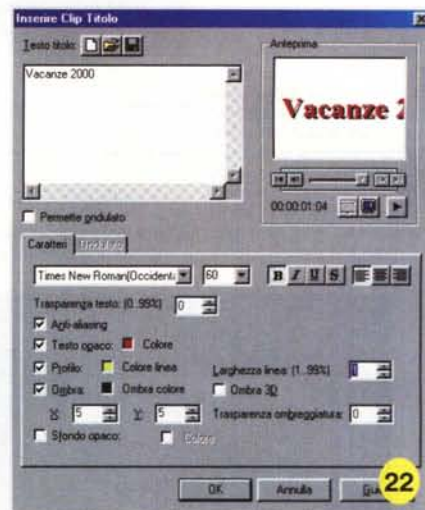 Inserire Clip Titolo
Testo titolo:
Vacanze 2000
Anteprima
Vacanze 2
00:00:01:04
Permette ondulato
Caratteri Ondulato
Times New Roman(Occidenta 60 B I U S
Trasparenza testo: (0..99%) 0
Anti-aliasing
Testo opaco: Colore
Profilo: Colore linea Larghezza linea: (1..99%) 1
Ombra: Ombra colore Ombra 3D
X: 5 Y: 5 Trasparenza ombreggiatura: 0
Sfondo opaco: Colore
OK Annulla Gui
22